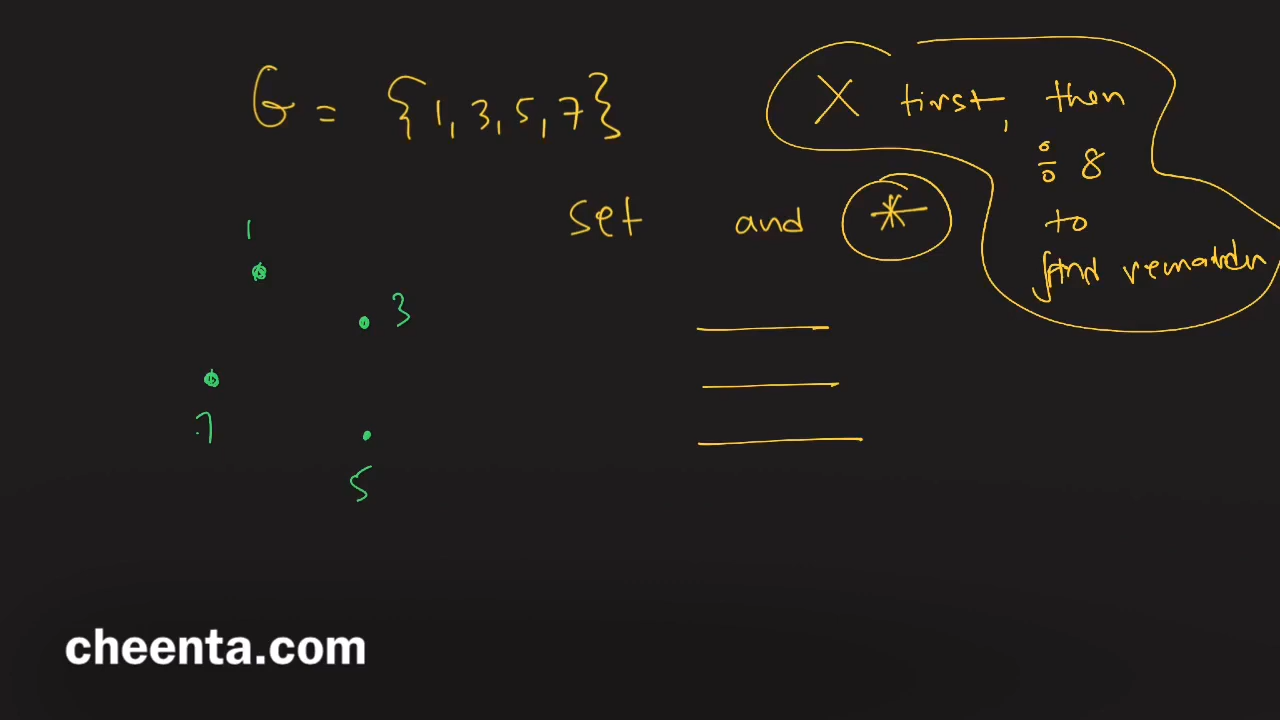 G = {1, 3, 5, 7}
X first, then
÷ 8
to
find remainder
set and *
1
3
7
5
cheenta.com